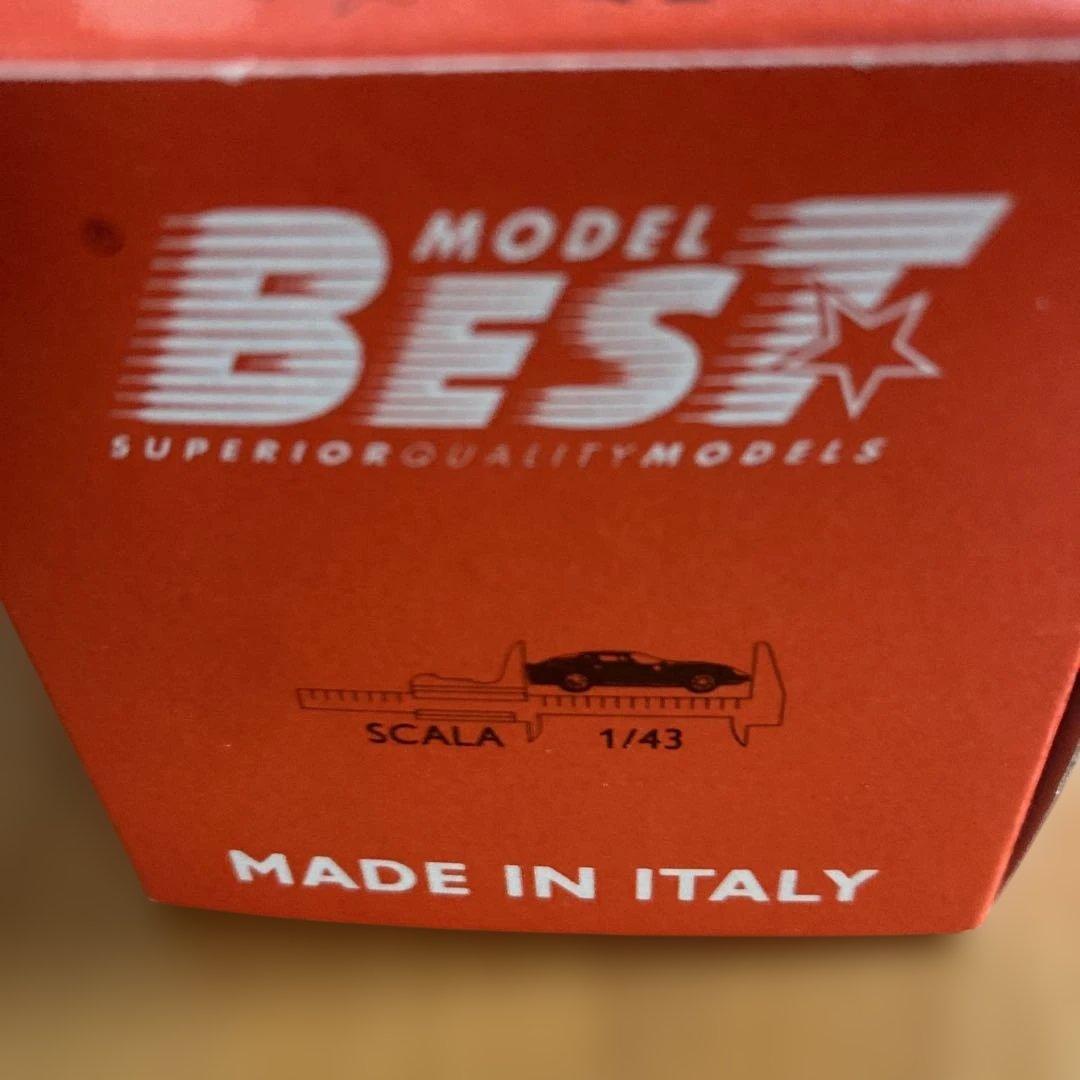 MODEL
BEST
SUPERIORQUALITYMODELS
SCALA 1/43
MADE IN ITALY